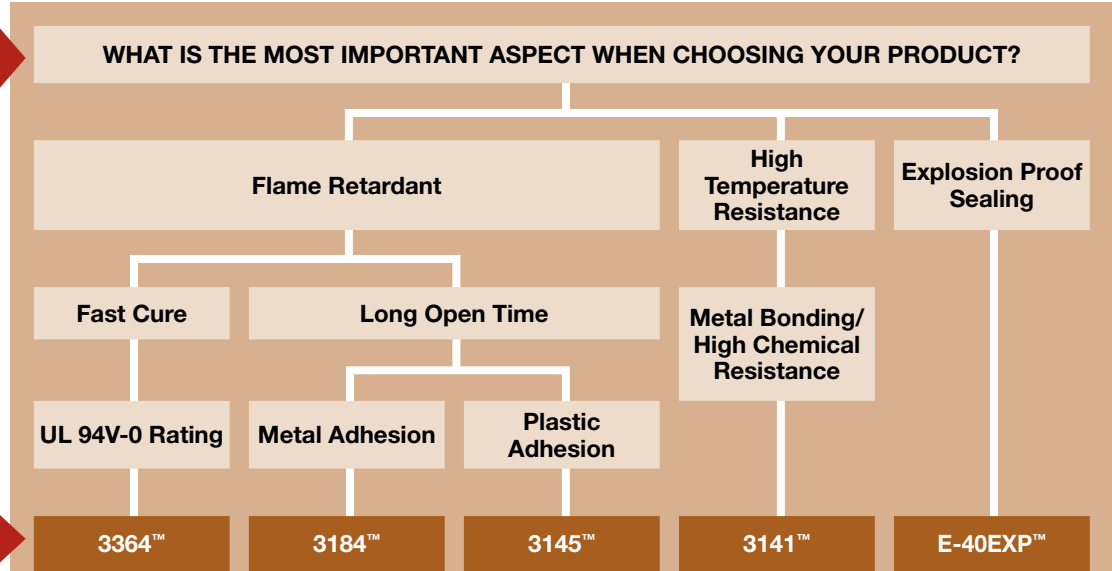 WHAT IS THE MOST IMPORTANT ASPECT WHEN CHOOSING YOUR PRODUCT?
Flame Retardant
High
Temperature
Resistance
Explosion Proof
Sealing
Fast Cure
Long Open Time
Metal Bonding/
High Chemical
Resistance
UL 94V-0 Rating
Metal Adhesion
Plastic
Adhesion
3364™
3184™
3145™
3141™
E-40EXP™